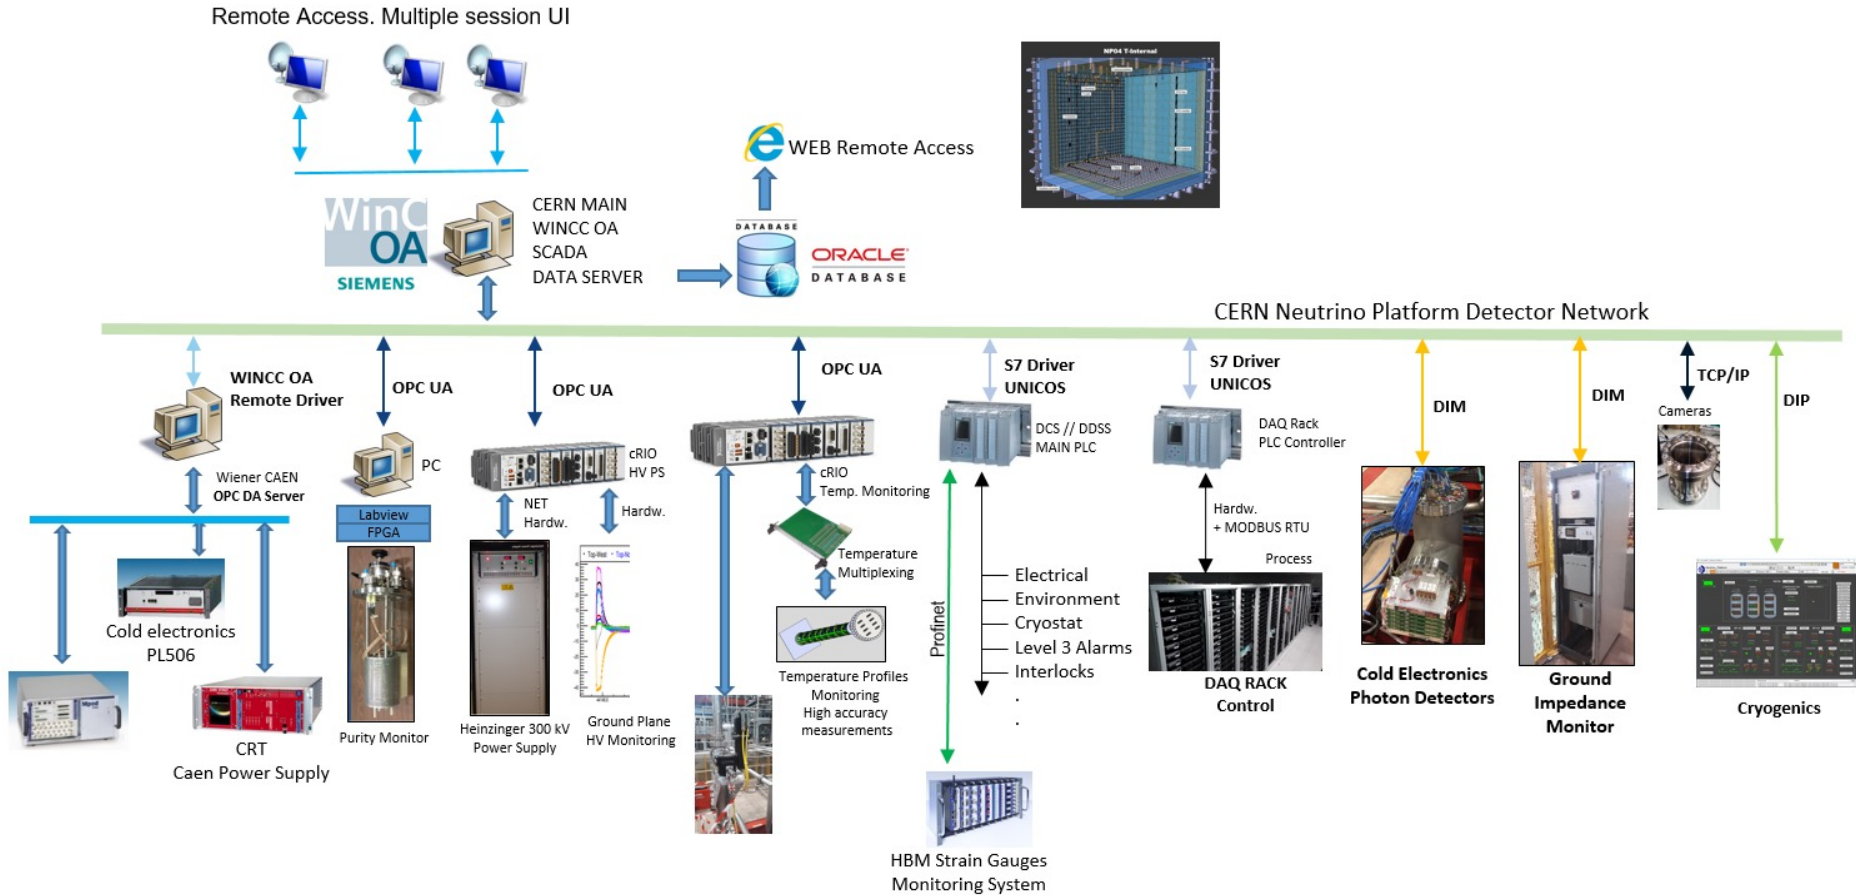 Remote Access. Multiple session UI
NP04 T-Internal
WEB Remote Access
WinC
OA
SIEMENS
CERN MAIN
WINCC OA
SCADA
DATA SERVER
DATABASE
ORACLE
DATABASE
CERN Neutrino Platform Detector Network
WINCC OA
Remote Driver
OPC UA
OPC UA
OPC UA
S7 Driver
UNICOS
S7 Driver
UNICOS
DIM
DIM
TCP/IP
DIP
Cameras
PC
cRIO
HV PS
cRIO
Temp. Monitoring
DCS // DDSS
MAIN PLC
DAQ Rack
PLC Controller
Wiener CAEN
OPC DA Server
Labview
FPGA
NET
Hardw.
Hardw.
Hardw.
+ MODBUS RTU
Process
Temperature
Multiplexing
Top-West
Profinet
Electrical
Environment
Cryostat
Level 3 Alarms
Interlocks
.
.
Cold electronics
PL506
CRT
Caen Power Supply
Purity Monitor
Heinzinger 300 kV
Power Supply
Ground Plane
HV Monitoring
Temperature Profiles
Monitoring
High accuracy
measurements
DAQ RACK
Control
Cold Electronics
Photon Detectors
Ground
Impedance
Monitor
Cryogenics
HBM Strain Gauges
Monitoring System